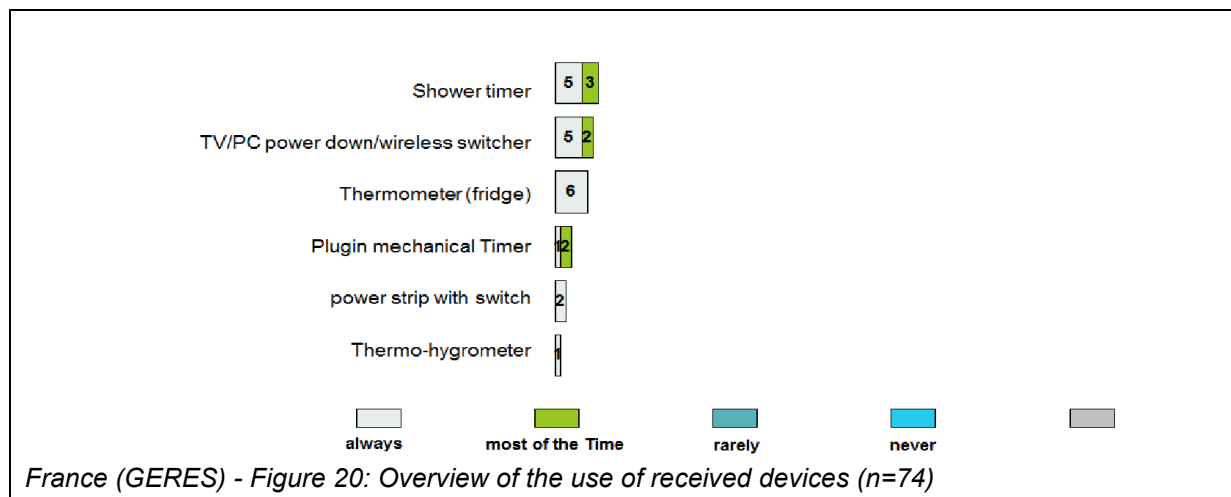 Shower timer 5 3
TV/PC power down/wireless switcher 5 2
Thermometer (fridge) 6
Plugin mechanical Timer 1 2
power strip with switch 2
Thermo-hygrometer 1
always most of the Time rarely never
France (GERES) - Figure 20: Overview of the use of received devices (n=74)